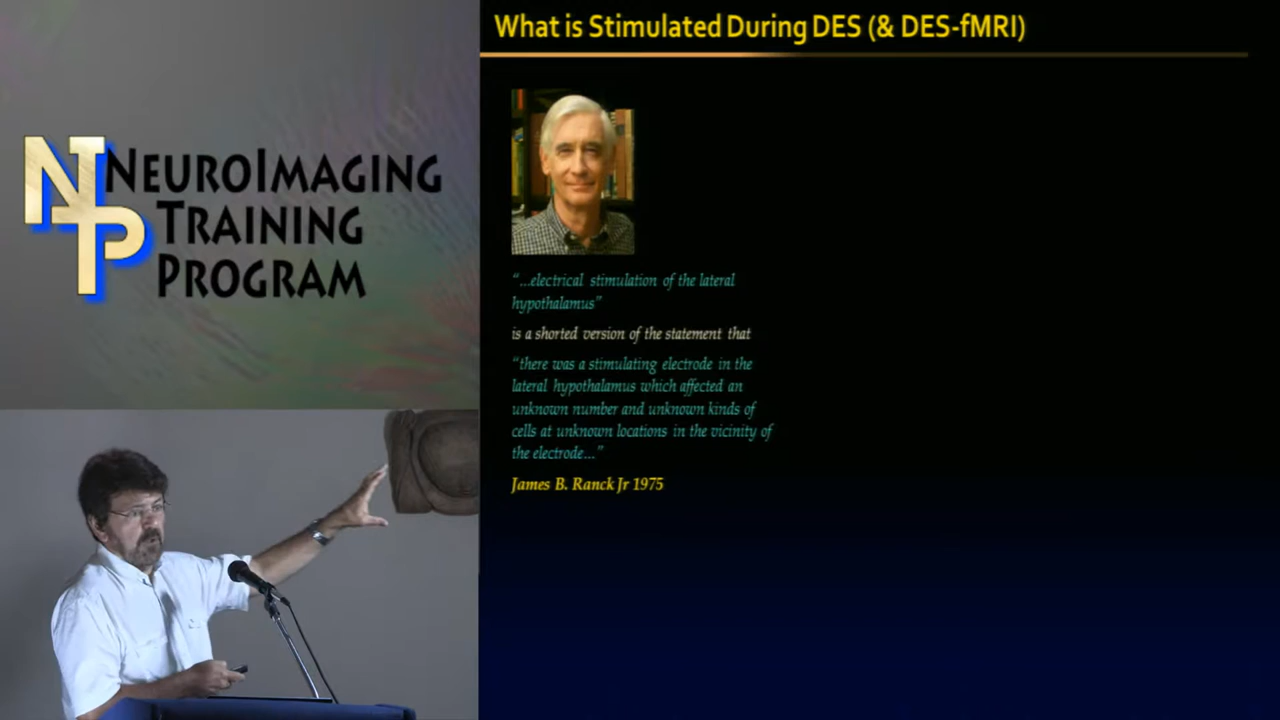 NEUROIMAGING
TRAINING
PROGRAM
NTP
What is Stimulated During DES (& DES-fMRI)
“...electrical stimulation of the lateral
hypothalamus”
is a shorted version of the statement that
“there was a stimulating electrode in the
lateral hypothalamus which affected an
unknown number and unknown kinds of
cells at unknown locations in the vicinity of
the electrode...”
James B. Ranck Jr 1975